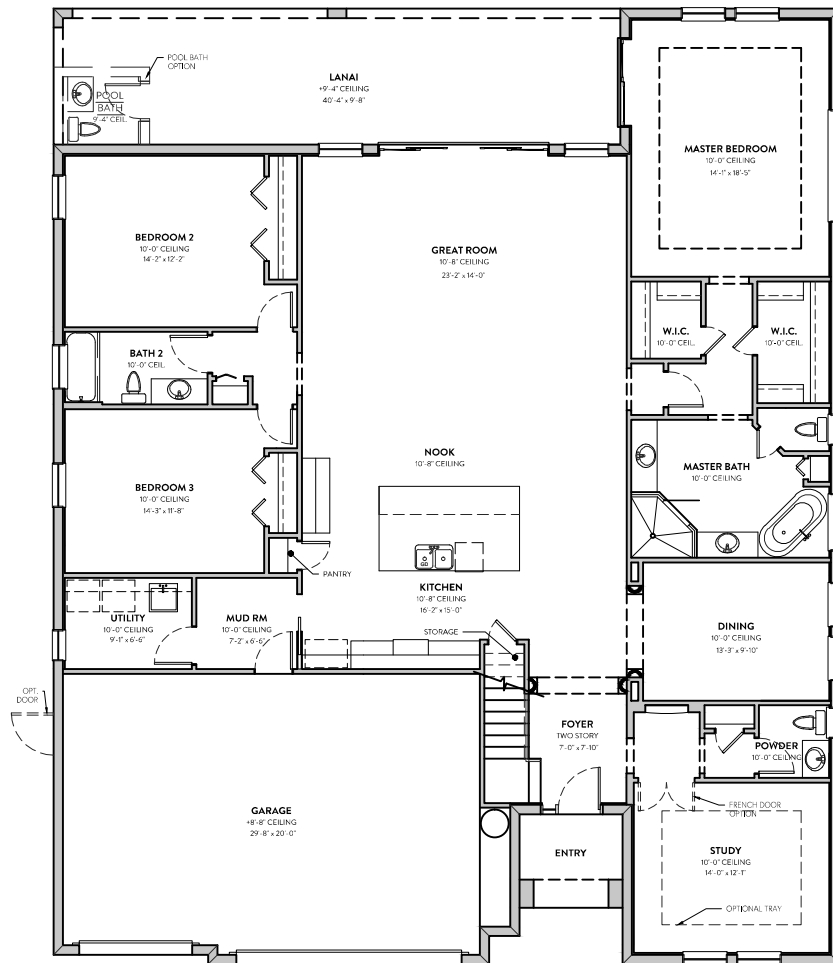 POOL BATH
OPTION
LANAI
+9'-4" CEILING
40'-4" x 9'-8"
POOL
BATH
9'-4" CEIL.
MASTER BEDROOM
10'-0" CEILING
14'-1" x 18'-5"
BEDROOM 2
10'-0" CEILING
14'-2" x 12'-2"
GREAT ROOM
10'-8" CEILING
23'-2" x 14'-0"
W.I.C.
10'-0" CEIL.
W.I.C.
10'-0" CEIL.
BATH 2
10'-0" CEIL.
NOOK
10'-8" CEILING
MASTER BATH
10'-0" CEILING
BEDROOM 3
10'-0" CEILING
14'-3" x 11'-8"
PANTRY
KITCHEN
10'-8" CEILING
16'-2" x 15'-0"
STORAGE
UTILITY
10'-0" CEILING
9'-1" x 6'-6"
MUD RM
10'-0" CEILING
7'-2" x 6'-6"
DINING
10'-0" CEILING
13'-3" x 9'-10"
OPT.
DOOR
FOYER
TWO STORY
7'-0" x 7'-10"
POWDER
10'-0" CEILING
FRENCH DOOR
OPTION
GARAGE
+8'-8" CEILING
29'-8" x 20'-0"
ENTRY
STUDY
10'-0" CEILING
14'-0" x 12'-1"
OPTIONAL TRAY